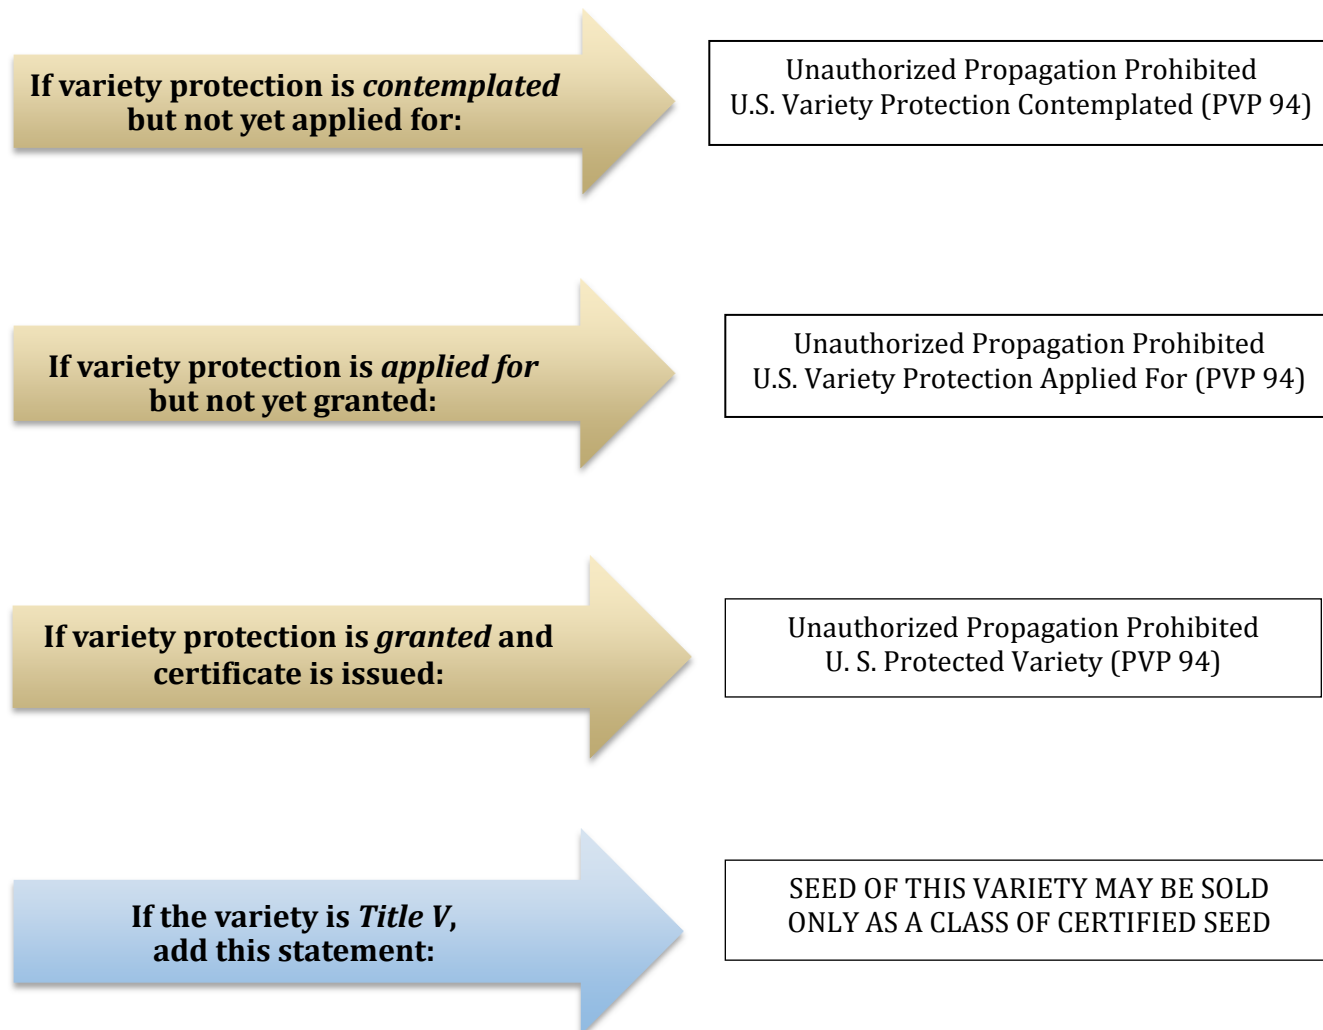 If variety protection is contemplated
but not yet applied for:
Unauthorized Propagation Prohibited
U.S. Variety Protection Contemplated (PVP 94)
If variety protection is applied for
but not yet granted:
Unauthorized Propagation Prohibited
U.S. Variety Protection Applied For (PVP 94)
If variety protection is granted and
certificate is issued:
Unauthorized Propagation Prohibited
U. S. Protected Variety (PVP 94)
If the variety is Title V,
add this statement:
SEED OF THIS VARIETY MAY BE SOLD
ONLY AS A CLASS OF CERTIFIED SEED